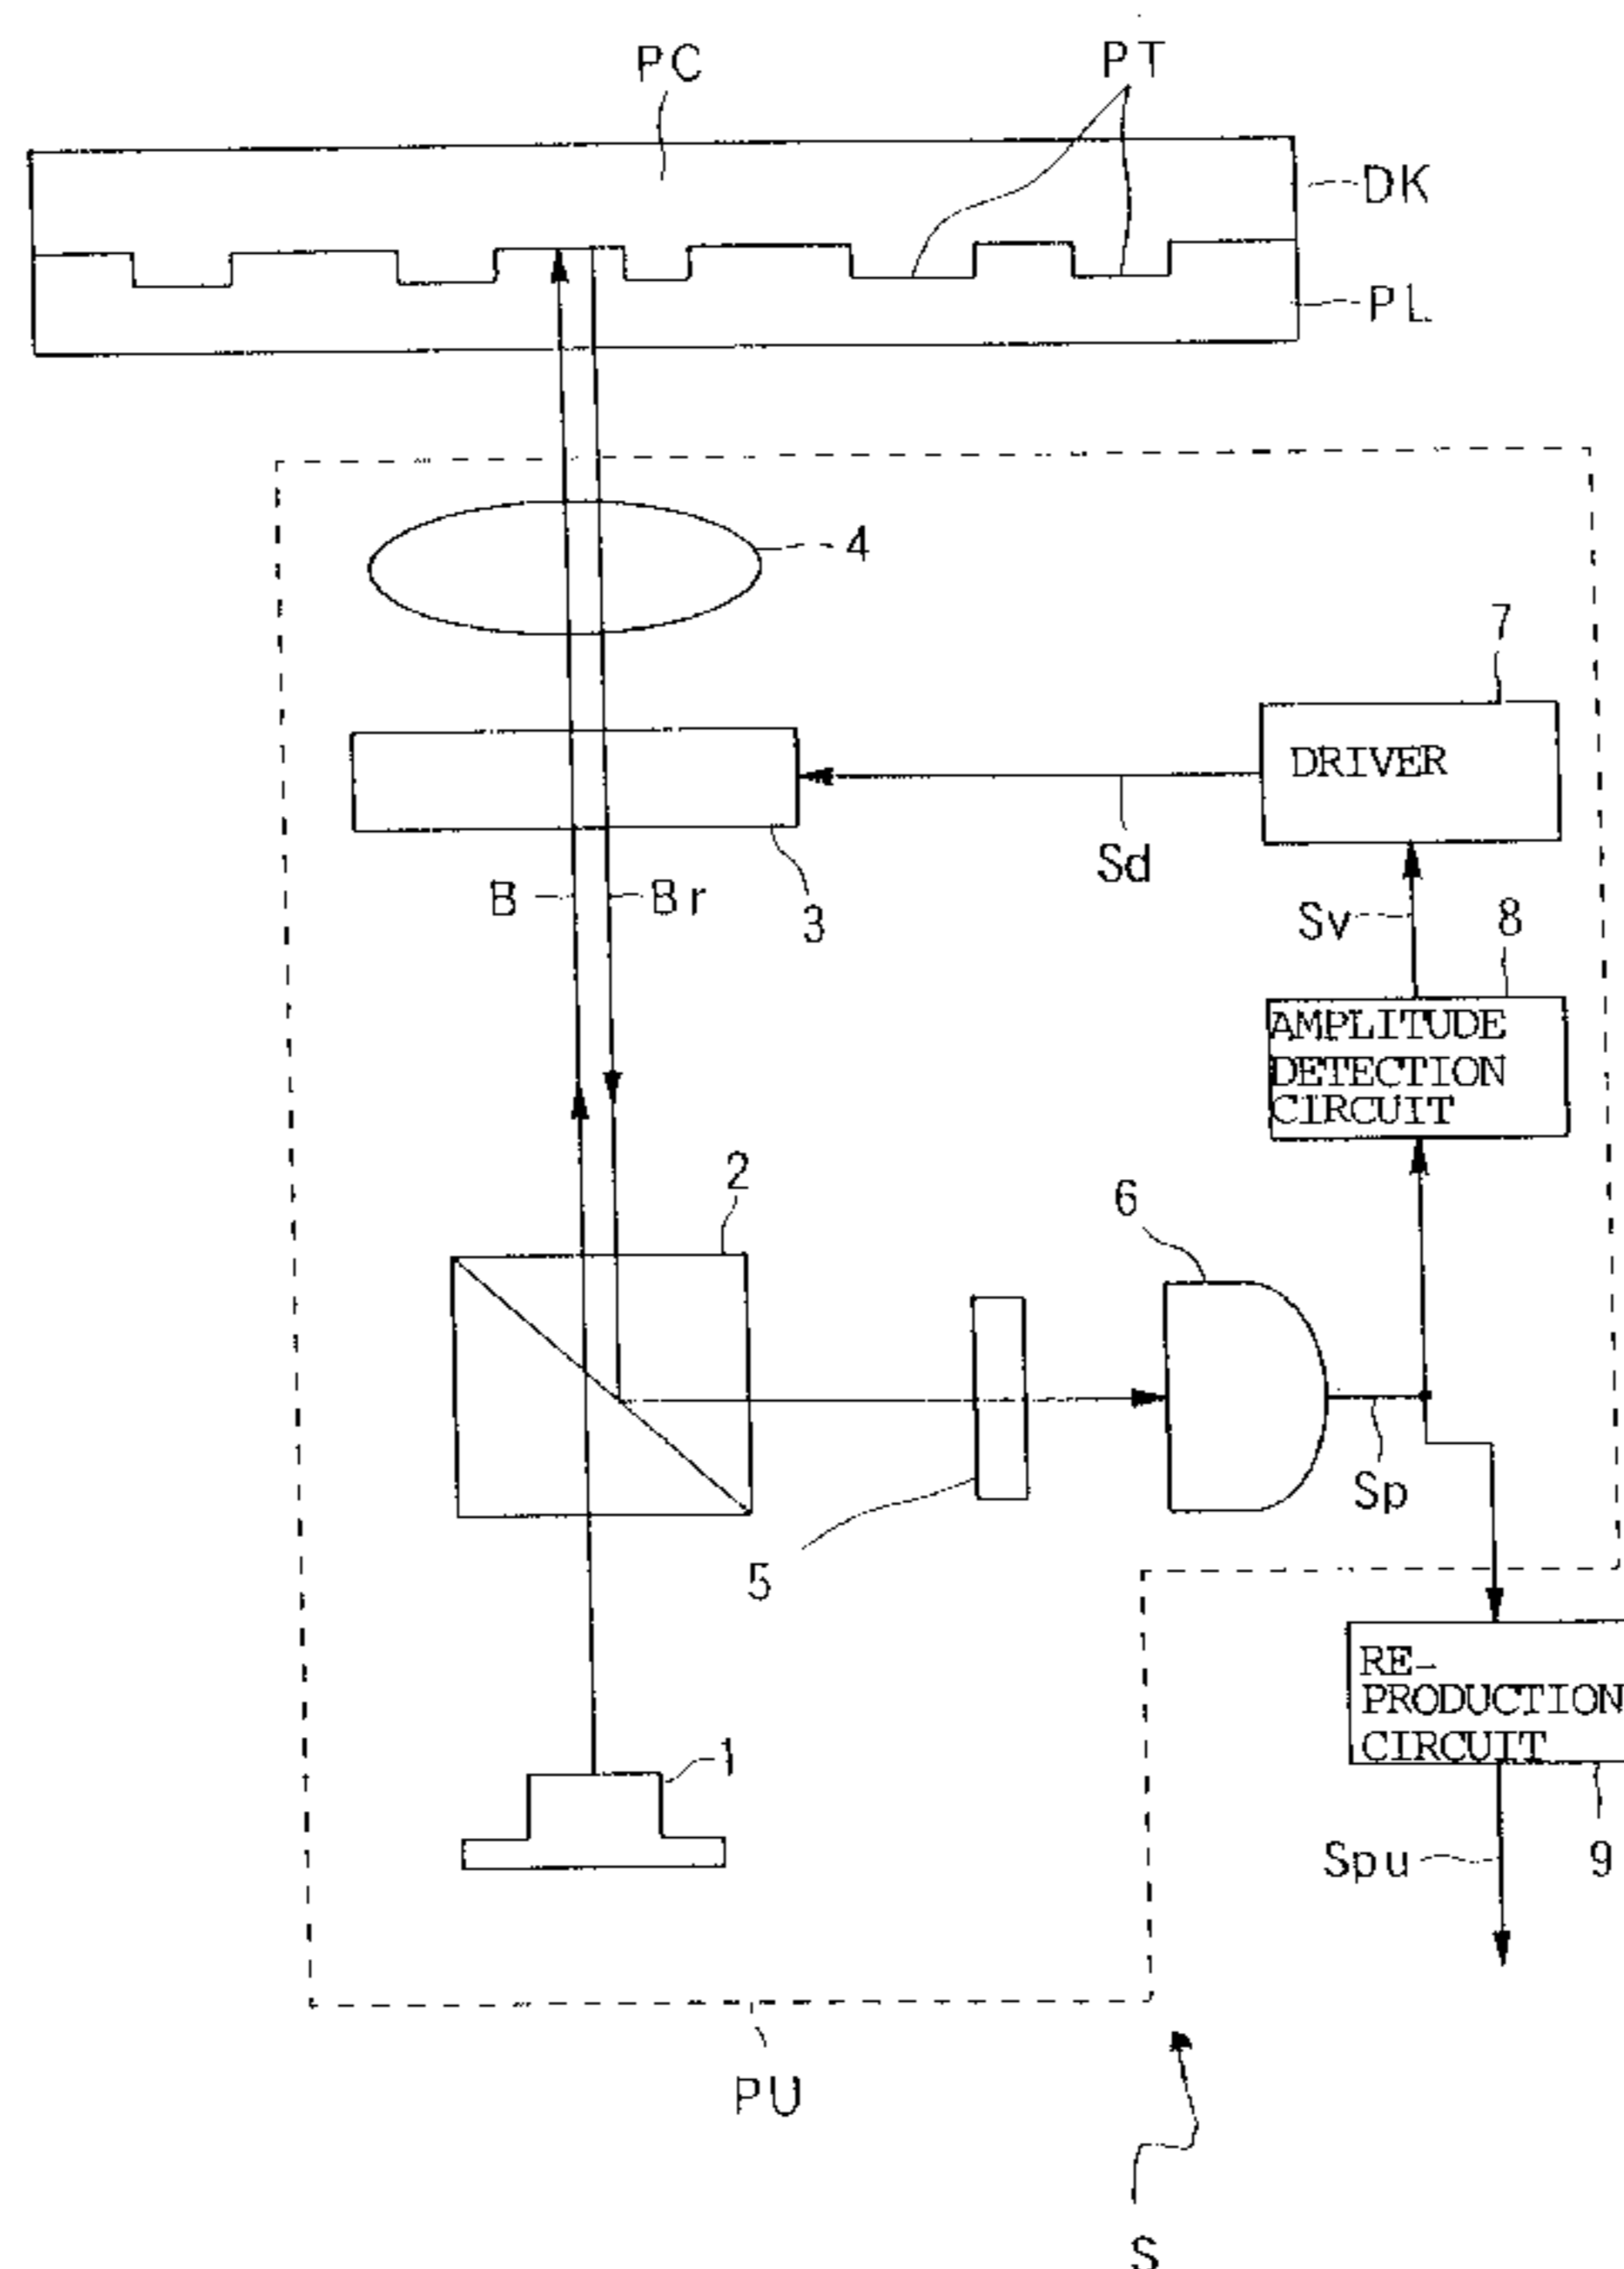 PC
PT
DK
PL
4
7
DRIVER
Sd
B
Br
3
Sv
8
AMPLITUDE
DETECTION
CIRCUIT
2
6
Sp
5
RE-
PRODUCTION
CIRCUIT
1
Spu
9
PU
S